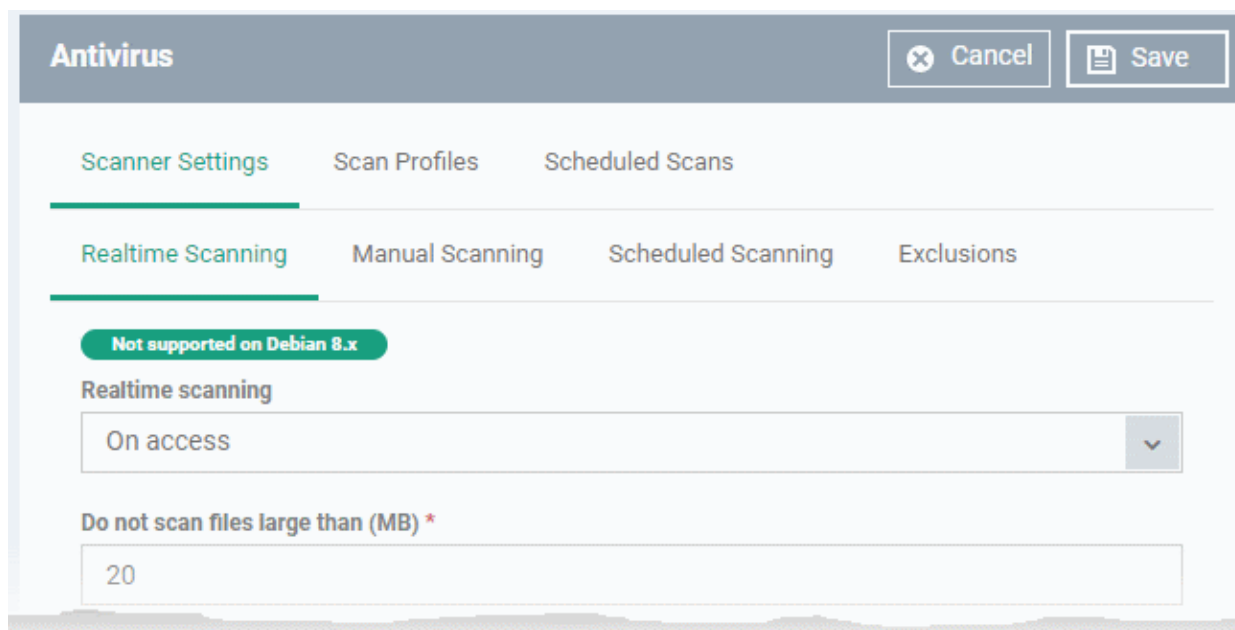 Antivirus
Cancel
Save
Scanner Settings
Scan Profiles
Scheduled Scans
Realtime Scanning
Manual Scanning
Scheduled Scanning
Exclusions
Not supported on Debian 8.x
Realtime scanning
On access
Do not scan files large than (MB) *
20